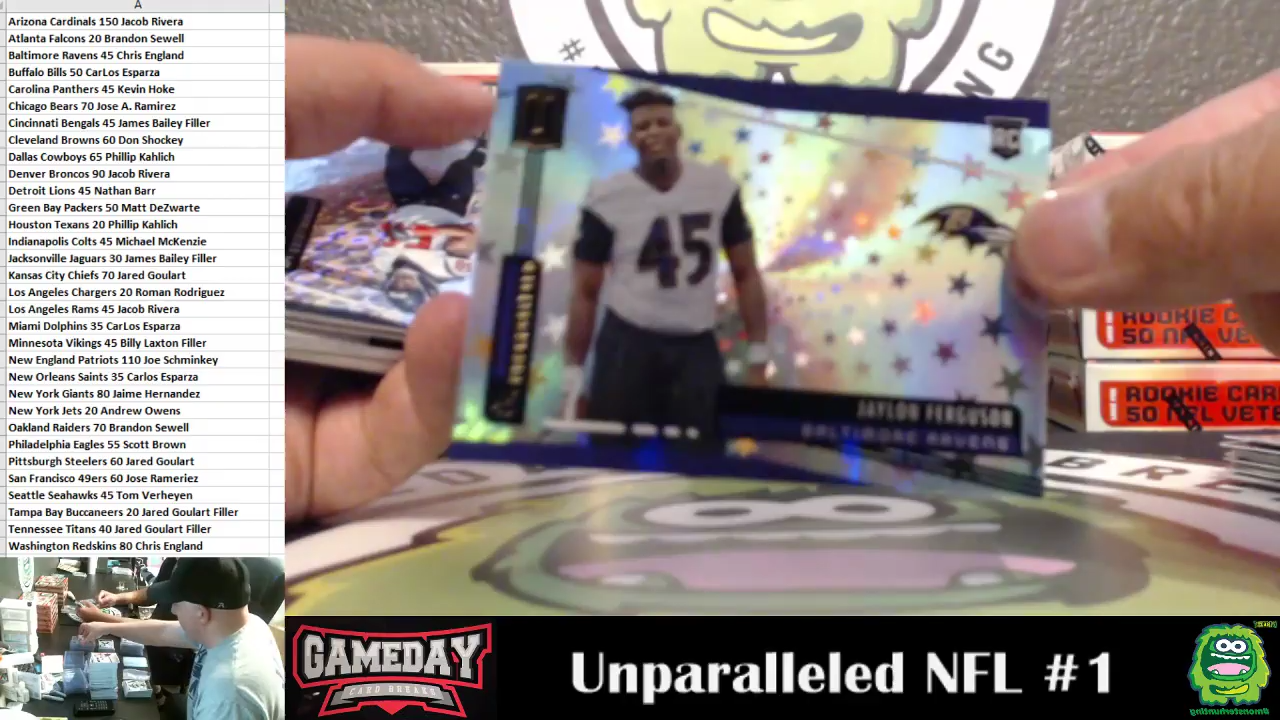 A
Arizona Cardinals 150 Jacob Rivera
Atlanta Falcons 20 Brandon Sewell
Baltimore Ravens 45 Chris England
Buffalo Bills 50 CarLos Esparza
Carolina Panthers 45 Kevin Hoke
Chicago Bears 70 Jose A. Ramirez
Cincinnati Bengals 45 James Bailey Filler
Cleveland Browns 60 Don Shockey
Dallas Cowboys 65 Phillip Kahlich
Denver Broncos 90 Jacob Rivera
Detroit Lions 45 Nathan Barr
Green Bay Packers 50 Matt DeZwarte
Houston Texans 20 Phillip Kahlich
Indianapolis Colts 45 Michael McKenzie
Jacksonville Jaguars 30 James Bailey Filler
Kansas City Chiefs 70 Jared Goulart
Los Angeles Chargers 20 Roman Rodriguez
Los Angeles Rams 45 Jacob Rivera
Miami Dolphins 35 CarLos Esparza
Minnesota Vikings 45 Billy Laxton Filler
New England Patriots 110 Joe Schminkey
New Orleans Saints 35 Carlos Esparza
New York Giants 80 Jaime Hernandez
New York Jets 20 Andrew Owens
Oakland Raiders 70 Brandon Sewell
Philadelphia Eagles 55 Scott Brown
Pittsburgh Steelers 60 Jared Goulart
San Francisco 49ers 60 Jose Rameriez
Seattle Seahawks 45 Tom Verheyen
Tampa Bay Buccaneers 20 Jared Goulart Filler
Tennessee Titans 40 Jared Goulart Filler
Washington Redskins 80 Chris England
#
NG
RC
45
JAYLON FERGUSON
BALTIMORE RAVENS
ROOKIE CA
50 NFL VETE
ROOKIE CAR
50 NFL VETE
BRE
GAMEDAY
CARD BREAKS
Unparalleled NFL #1
#monsterhunting